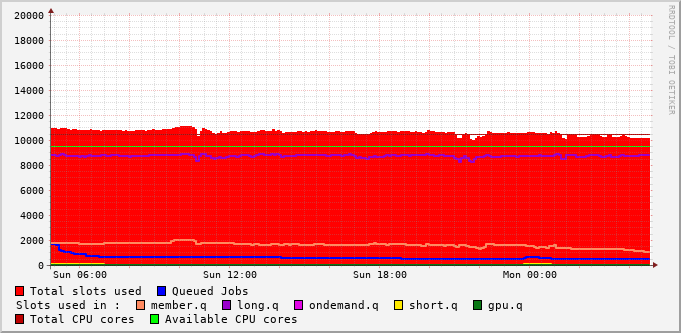 20000
18000
16000
14000
12000
10000
8000
6000
4000
2000
0
Sun 06:00 Sun 12:00 Sun 18:00 Mon 00:00
Total slots used Queued Jobs
Slots used in : member.q long.q ondemand.q short.q gpu.q
Total CPU cores Available CPU cores
RRDTOOL / TOBI OETIKER